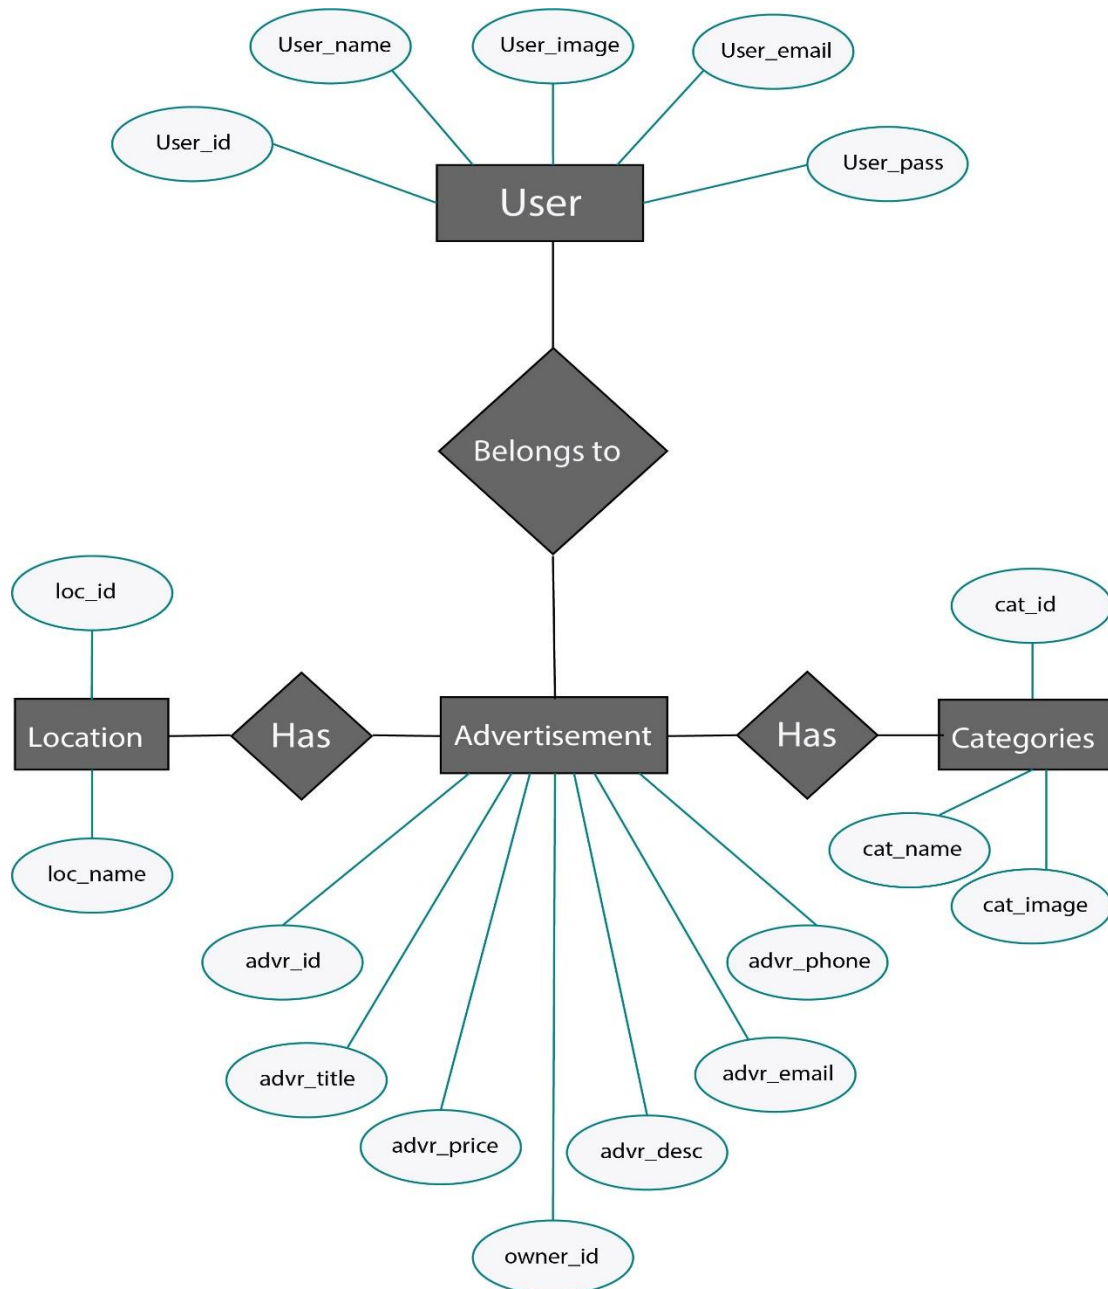 User_name
User_image
User_email
User_id
User_pass
User
Belongs to
loc_id
cat_id
Location
Has
Advertisement
Has
Categories
loc_name
cat_name
cat_image
advr_id
advr_phone
advr_title
advr_email
advr_price
advr_desc
owner_id